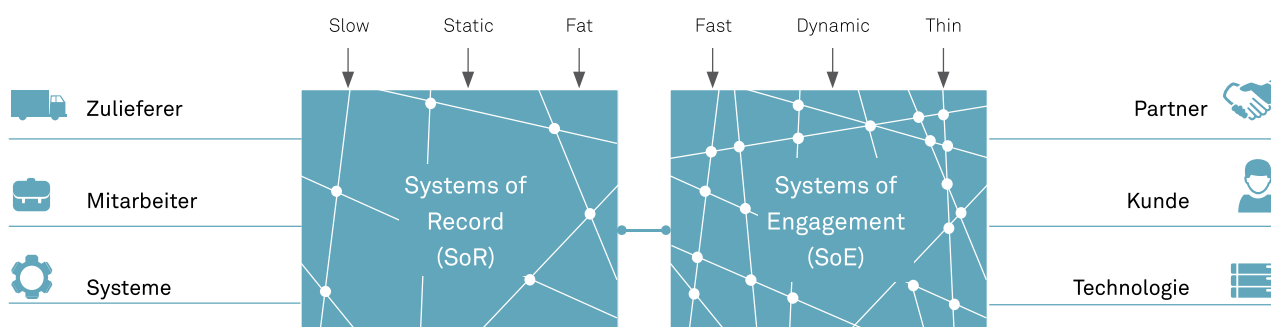 Slow Static Fat Fast Dynamic Thin
Zulieferer
Mitarbeiter
Systeme
Systems of
Record
(SoR)
Systems of
Engagement
(SoE)
Partner
Kunde
Technologie